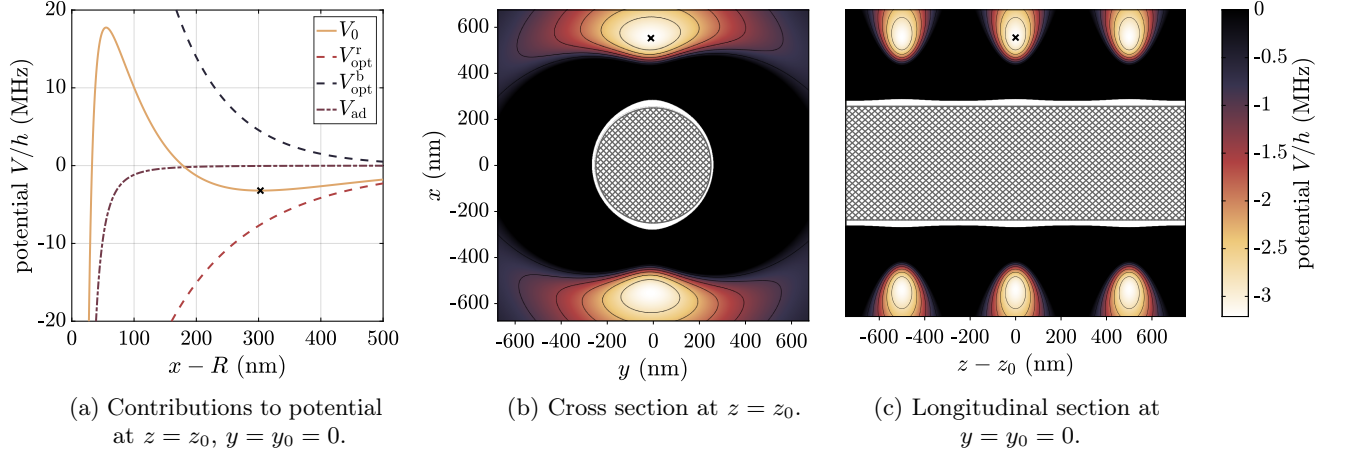 20
10
0
-10
-20
potential V/h (MHz)
0
100
200
300
400
500
x − R (nm)
V₀
Vʳₒₚₜ
Vᵇₒₚₜ
V_ad
600
400
200
0
-200
-400
-600
x (nm)
-600
-400
-200
0
200
400
600
y (nm)
-600
-400
-200
0
200
400
600
z − z₀ (nm)
0
-0.5
-1
-1.5
-2
-2.5
-3
potential V/h (MHz)
(a) Contributions to potential
at z = z₀, y = y₀ = 0.
(b) Cross section at z = z₀.
(c) Longitudinal section at
y = y₀ = 0.